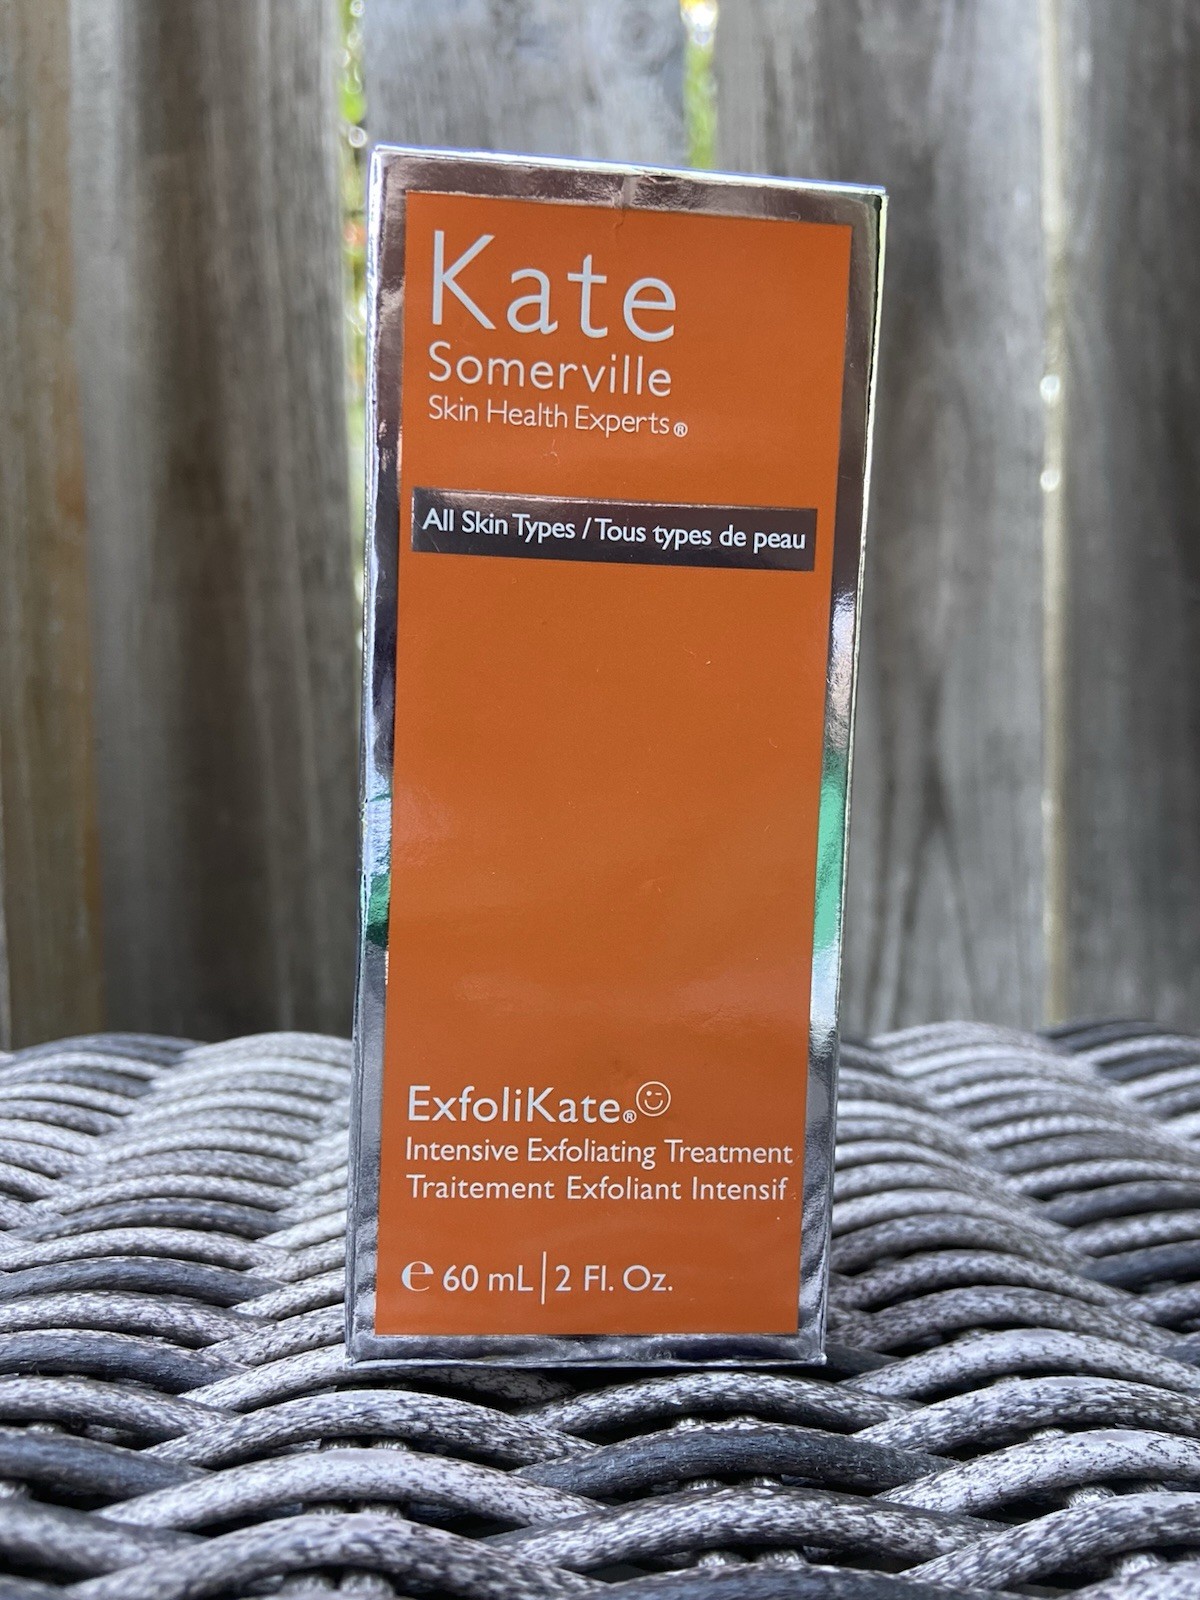 Kate
Somerville
Skin Health Experts®
All Skin Types / Tous types de peau
ExfoliKate®
Intensive Exfoliating Treatment
Traitement Exfoliant Intensif
℮ 60 mL | 2 Fl. Oz.